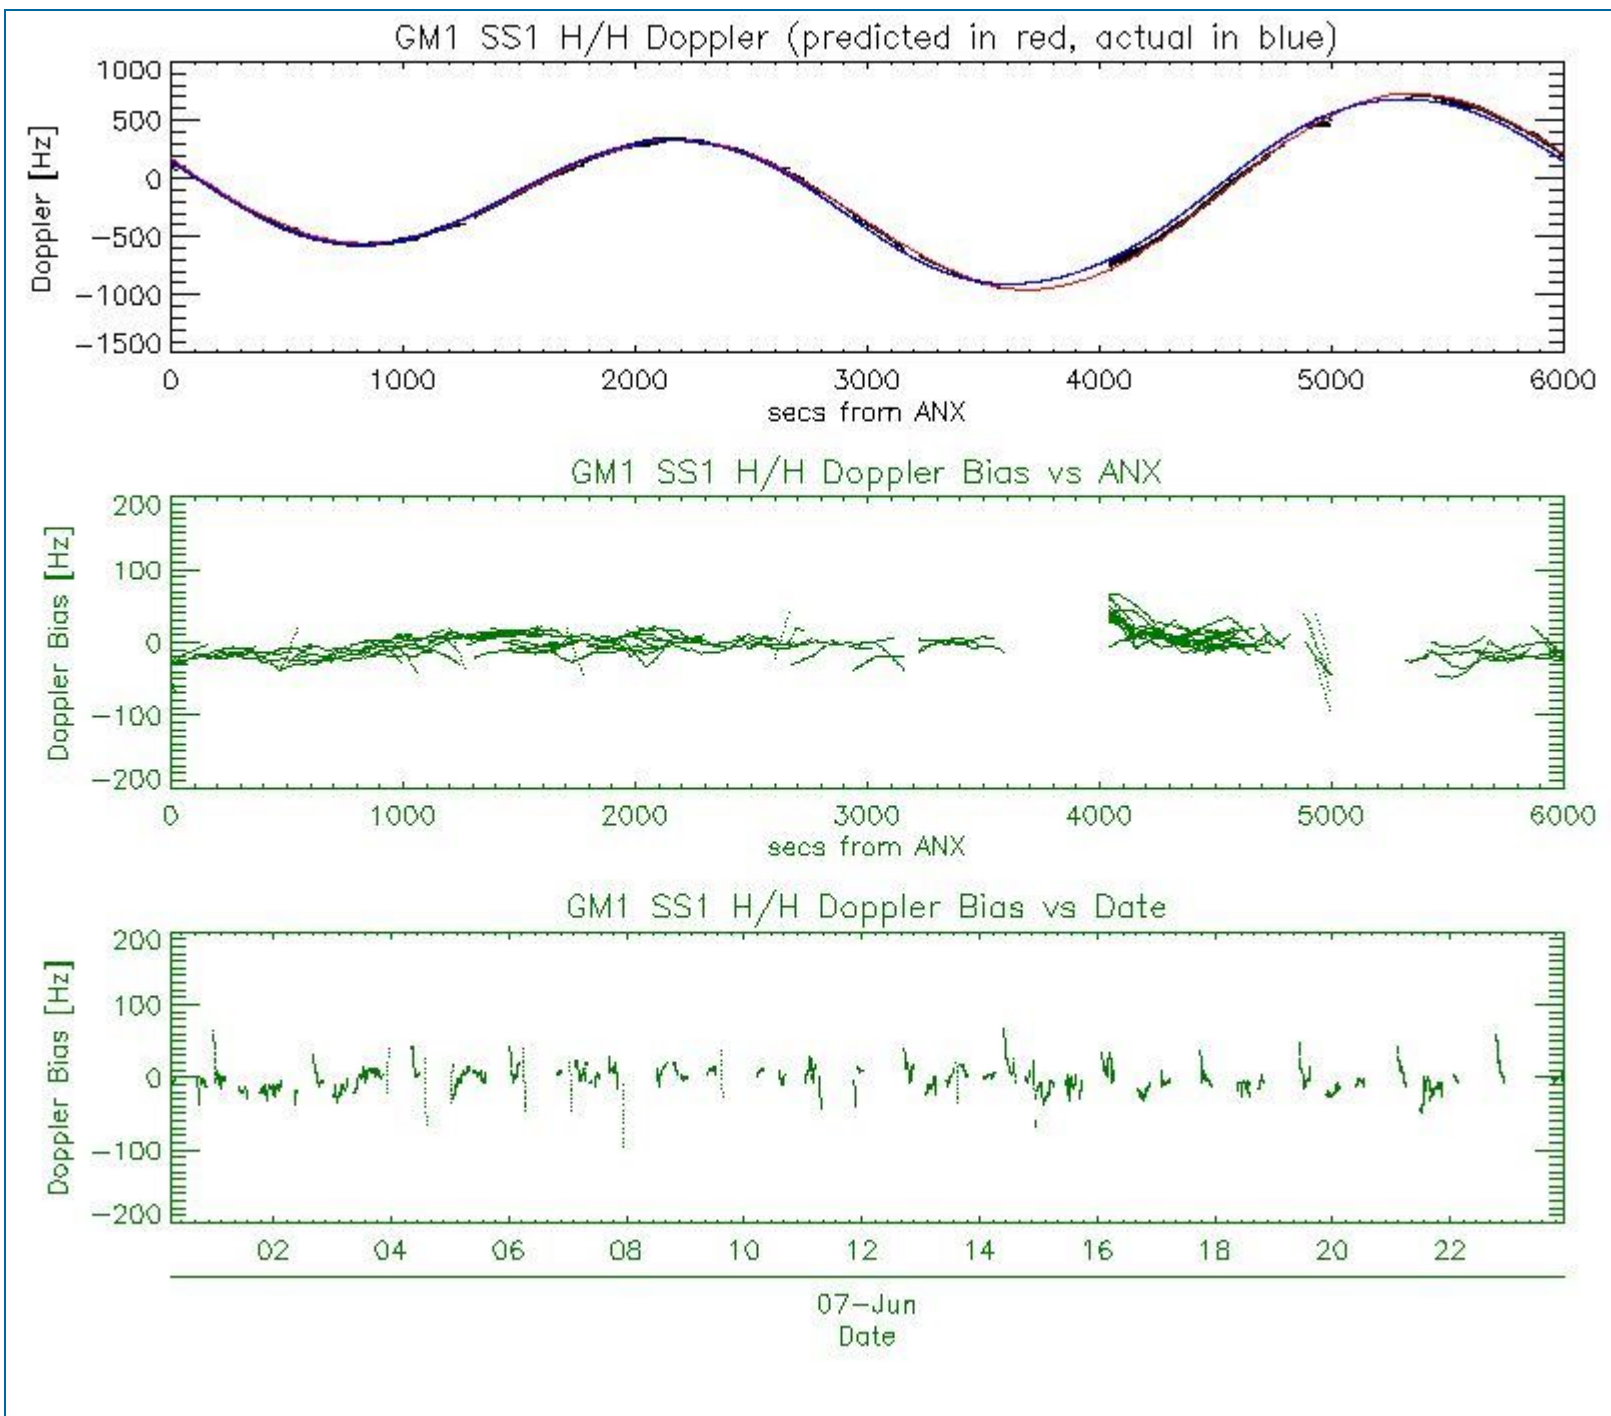 GM1 SS1 H/H Doppler (predicted in red, actual in blue)
Doppler [Hz]
1000
500
0
-500
-1000
-1500
0 1000 2000 3000 4000 5000 6000
secs from ANX
GM1 SS1 H/H Doppler Bias vs ANX
Doppler Bias [Hz]
200
100
0
-100
-200
0 1000 2000 3000 4000 5000 6000
secs from ANX
GM1 SS1 H/H Doppler Bias vs Date
Doppler Bias [Hz]
200
100
0
-100
-200
02 04 06 08 10 12 14 16 18 20 22
07-Jun
Date